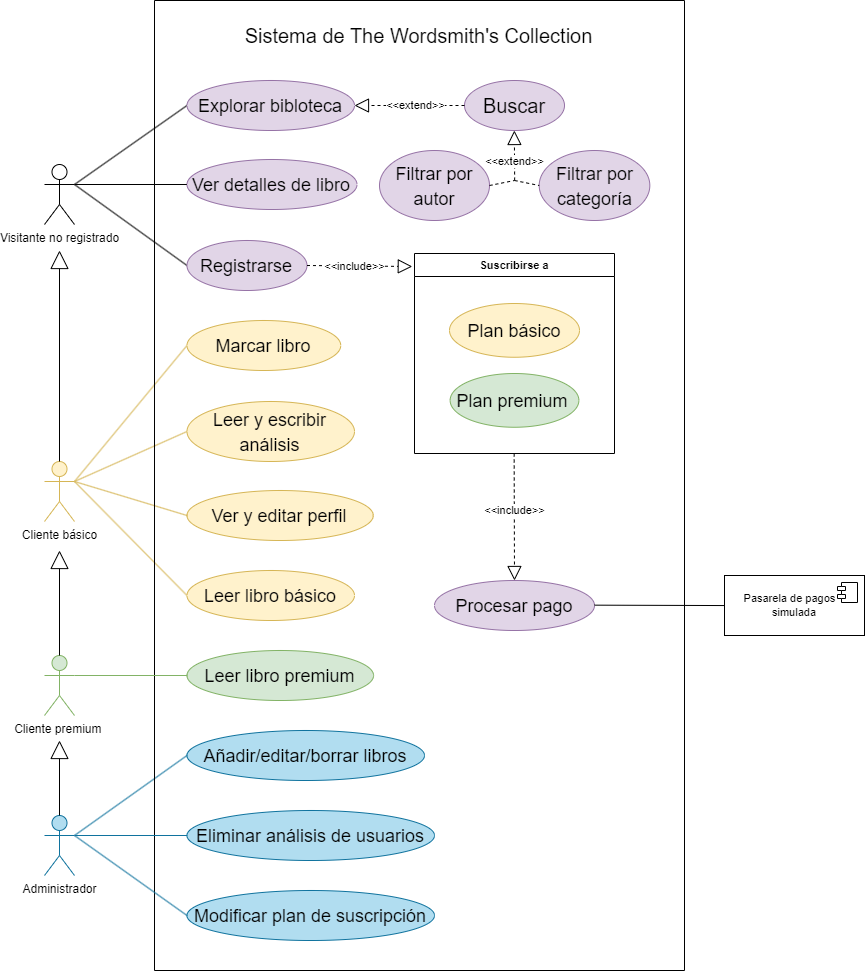 Sistema de The Wordsmith's Collection
Explorar bibloteca
<<extend>>
Buscar
<<extend>>
Filtrar por
autor
Filtrar por
categoría
Ver detalles de libro
Visitante no registrado
Registrarse
<<include>>
Suscribirse a
Plan básico
Plan premium
Marcar libro
Leer y escribir
análisis
Ver y editar perfil
<<include>>
Cliente básico
Leer libro básico
Procesar pago
Pasarela de pagos
simulada
Leer libro premium
Cliente premium
Añadir/editar/borrar libros
Eliminar análisis de usuarios
Administrador
Modificar plan de suscripción